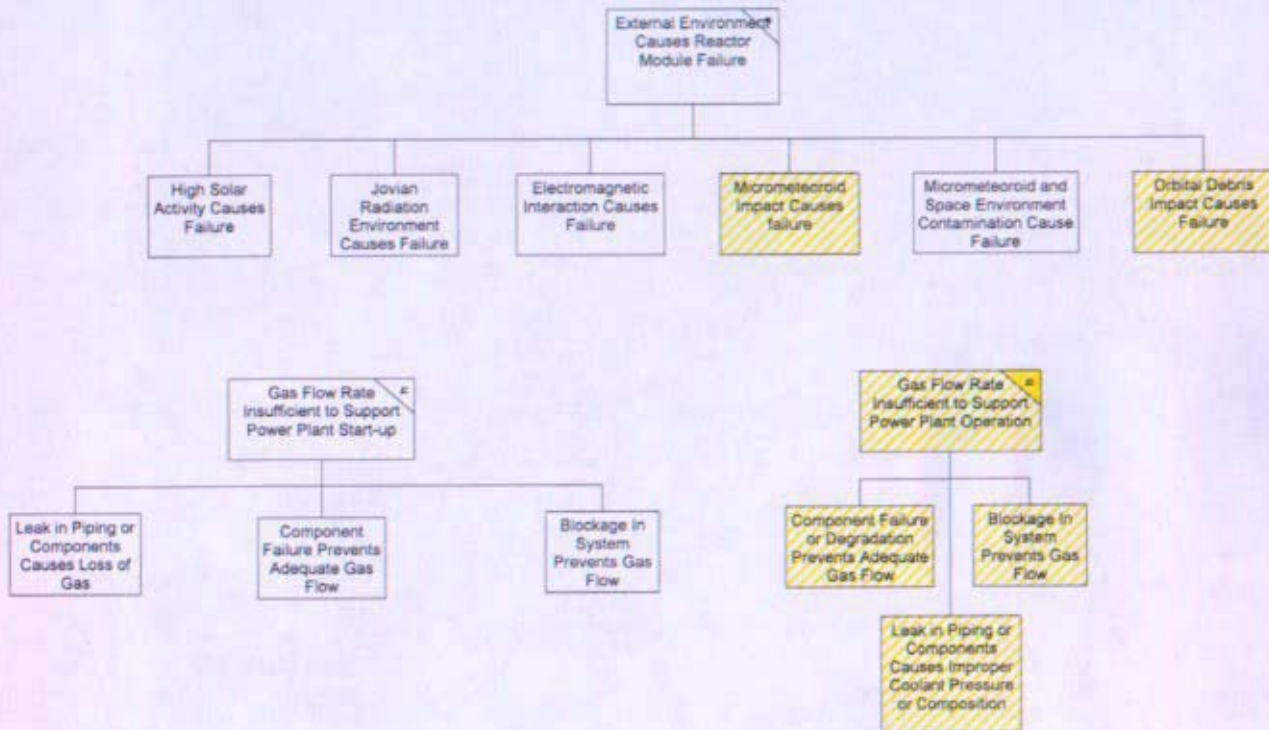 External Environment
Causes Reactor
Module Failure
High Solar
Activity Causes
Failure
Jovian
Radiation
Environment
Causes Failure
Electromagnetic
Interaction Causes
Failure
Micrometeoroid
Impact Causes
failure
Micrometeoroid and
Space Environment
Contamination Cause
Failure
Orbital Debris
Impact Causes
Failure
Gas Flow Rate
Insufficient to Support
Power Plant Start-up
Gas Flow Rate
Insufficient to Support
Power Plant Operation
Leak in Piping or
Components
Causes Loss of
Gas
Component
Failure Prevents
Adequate Gas
Flow
Blockage In
System
Prevents Gas
Flow
Component Failure
or Degradation
Prevents Adequate
Gas Flow
Blockage In
System
Prevents Gas
Flow
Leak in Piping or
Components
Causes Improper
Coolant Pressure
or Composition